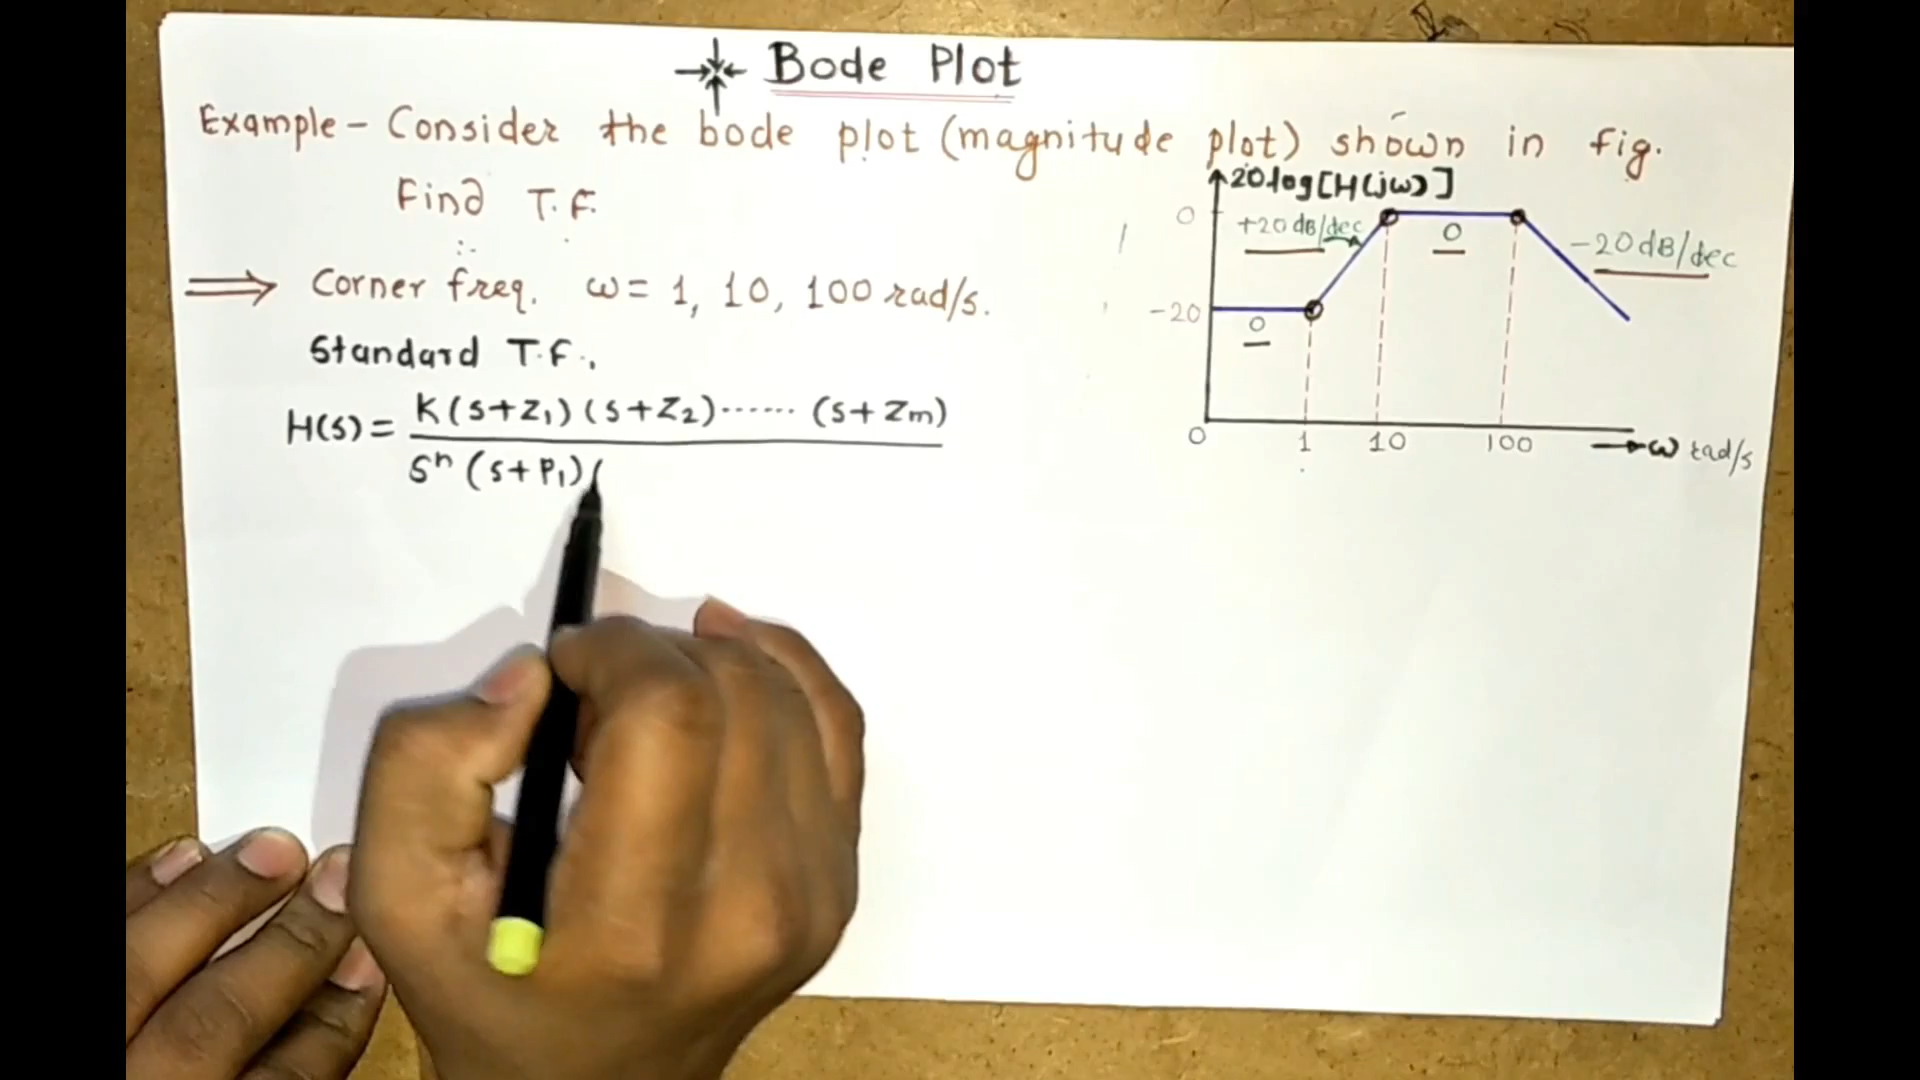 Bode Plot
Example - Consider the bode plot (magnitude plot) shown in fig.
Find T.F.
Corner freq. ω = 1, 10, 100 rad/s.
Standard T.F.,
H(s) = K(s+Z₁)(s+Z₂)······(s+Zm)
Sⁿ(s+P₁)(
20log[H(jω)]
0
+20 dB/dec
0
-20 dB/dec
-20
0
0
1
10
100
ω rad/s